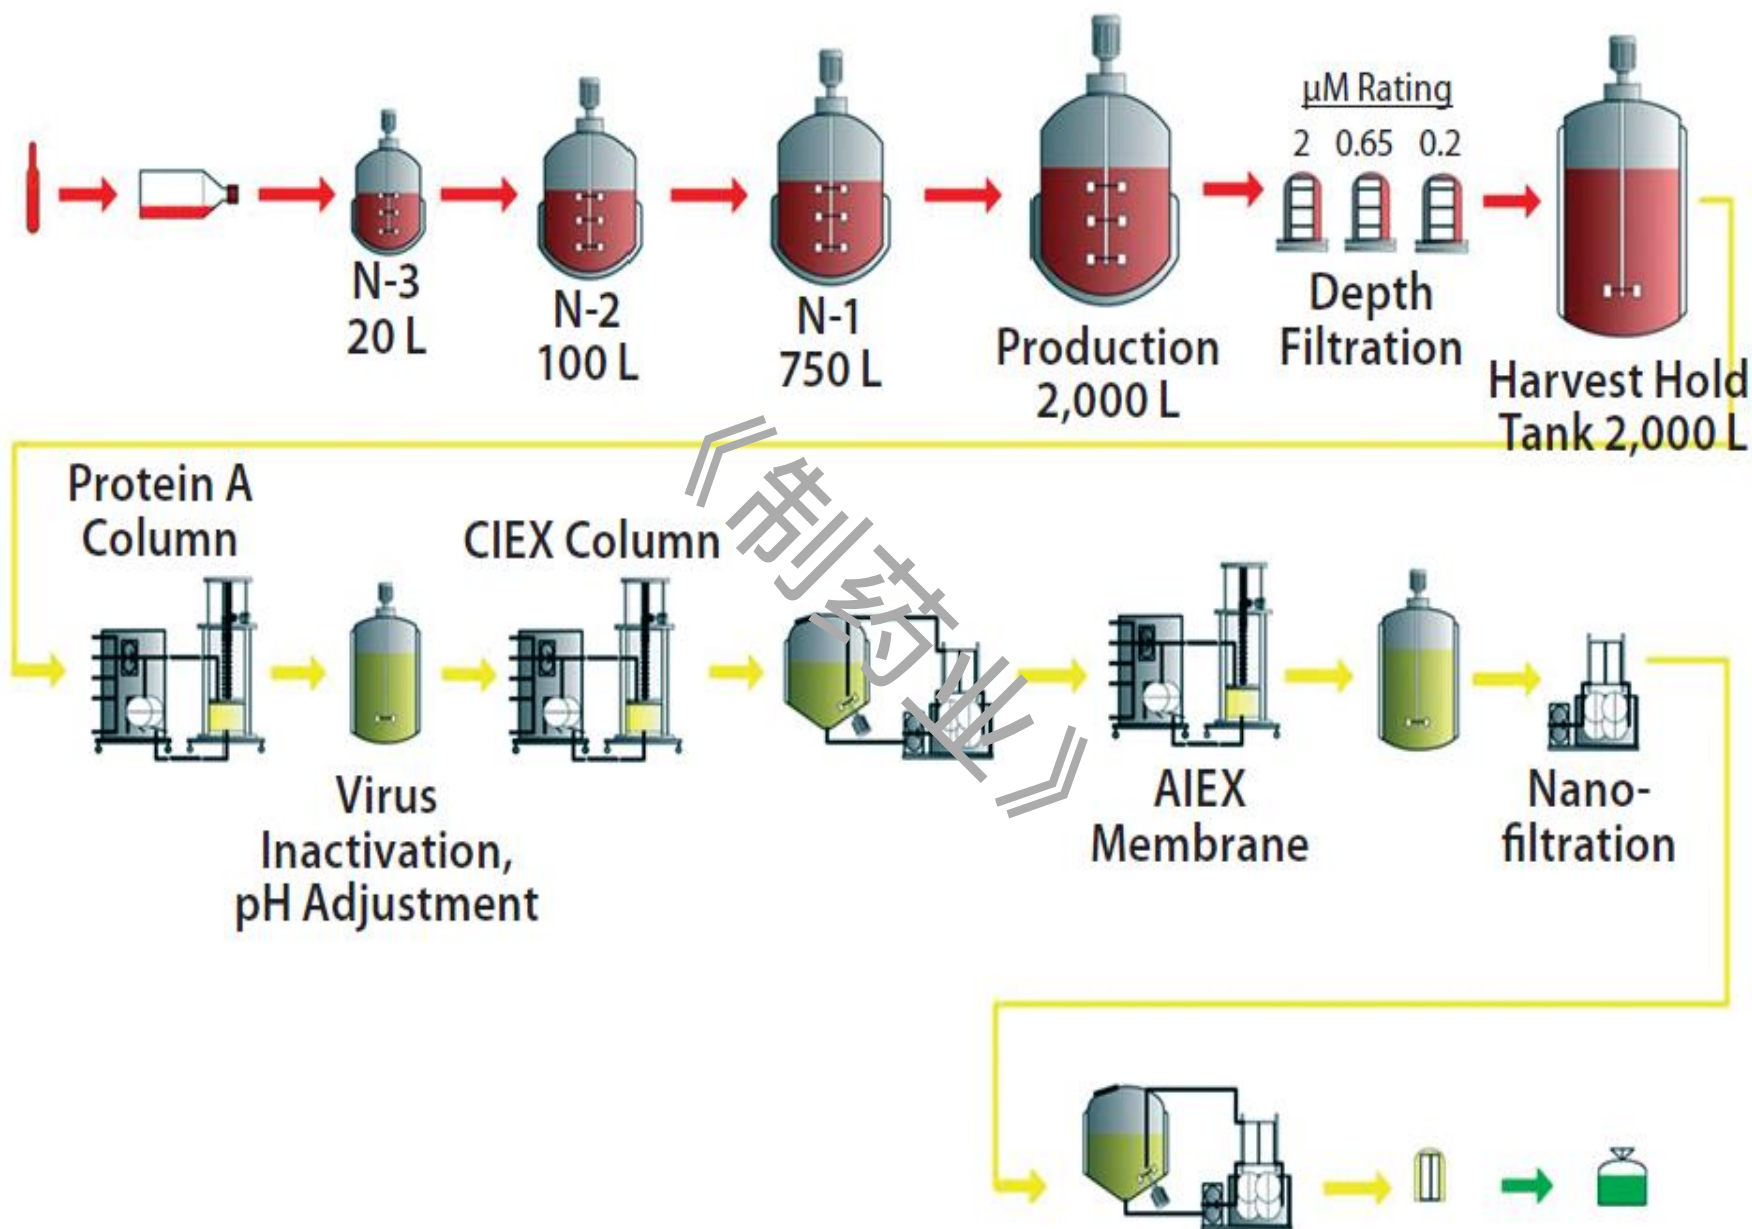 µM Rating
2 0.65 0.2
N-3
20 L
N-2
100 L
N-1
750 L
Production
2,000 L
Depth
Filtration
Harvest Hold
Tank 2,000 L
Protein A
Column
Virus
Inactivation,
pH Adjustment
CIEX Column
AIEX
Membrane
Nano-
filtration
《制药业》